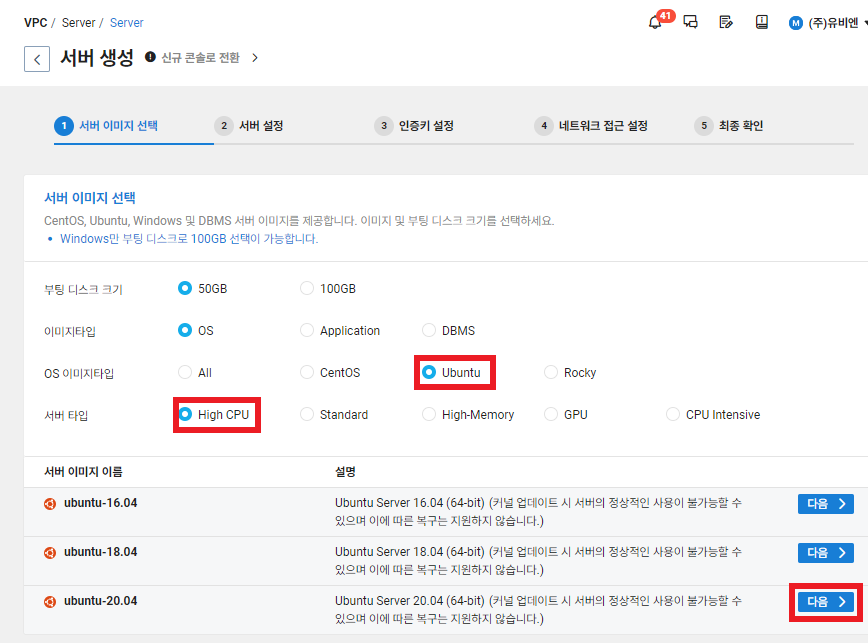 VPC / Server / Server
41
M (주)유비엔
서버 생성
신규 콘솔로 전환
1 서버 이미지 선택
2 서버 설정
3 인증키 설정
4 네트워크 접근 설정
5 최종 확인
서버 이미지 선택
CentOS, Ubuntu, Windows 및 DBMS 서버 이미지를 제공합니다. 이미지 및 부팅 디스크 크기를 선택하세요.
• Windows만 부팅 디스크로 100GB 선택이 가능합니다.
부팅 디스크 크기 50GB 100GB
이미지타입 OS Application DBMS
OS 이미지타입 All CentOS Ubuntu Rocky
서버 타입 High CPU Standard High-Memory GPU CPU Intensive
서버 이미지 이름 설명
ubuntu-16.04 Ubuntu Server 16.04 (64-bit) (커널 업데이트 시 서버의 정상적인 사용이 불가능할 수 다음
있으며 이에 따른 복구는 지원하지 않습니다.)
ubuntu-18.04 Ubuntu Server 18.04 (64-bit) (커널 업데이트 시 서버의 정상적인 사용이 불가능할 수 다음
있으며 이에 따른 복구는 지원하지 않습니다.)
ubuntu-20.04 Ubuntu Server 20.04 (64-bit) (커널 업데이트 시 서버의 정상적인 사용이 불가능할 수 다음
있으며 이에 따른 복구는 지원하지 않습니다.)